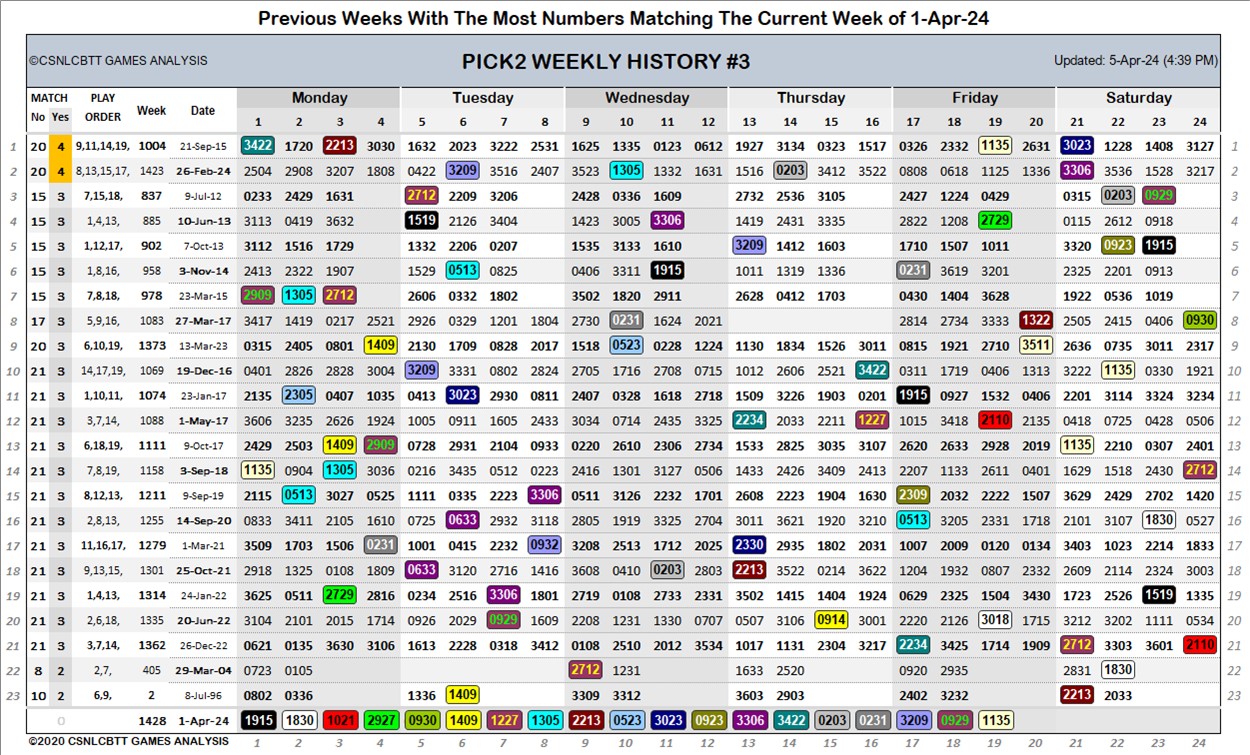 Previous Weeks With The Most Numbers Matching The Current Week of 1-Apr-24
©CSNLCBTT GAMES ANALYSIS PICK2 WEEKLY HISTORY #3 Updated: 5-Apr-24 (4:39 PM)
MATCH PLAY Week Date Monday Tuesday Wednesday Thursday Friday Saturday
No Yes ORDER 1 2 3 4 5 6 7 8 9 10 11 12 13 14 15 16 17 18 19 20 21 22 23 24
1 20 4 9,11,14,19, 1004 21-Sep-15 3422 1720 2213 3030 1632 2023 3222 2531 1625 1335 0123 0612 1927 3134 0323 1517 0326 2332 1135 2631 3023 1228 1408 3127 1
2 20 4 8,13,15,17, 1423 26-Feb-24 2504 2908 3207 0508 0422 3209 3516 2407 3523 1305 1332 1631 1516 0203 3412 3522 0808 0618 1125 1336 3306 3536 1528 3217 2
3 15 3 7,15,18, 837 9-Jul-12 0233 2429 1631 2712 2209 3206 2428 0336 1609 2732 2536 3105 2427 1224 0429 0315 0203 0929 3
4 15 3 1,4,13, 885 10-Jun-13 3113 0419 3632 1519 2126 3404 1423 3005 3306 1419 2431 3335 2822 1208 2729 0115 2612 0918 4
5 15 3 1,12,17, 902 7-Oct-13 3112 1516 1729 1332 2206 0207 1535 3133 1610 3209 1412 1603 1710 1507 1011 3320 0923 1915 5
6 15 3 1,8,16, 958 3-Nov-14 2413 2322 1907 1529 0513 0825 0406 3311 1915 1011 1319 1336 0231 3619 3201 2325 2201 0913 6
7 15 3 7,8,18, 978 23-Mar-15 2909 1305 2712 2606 0332 1802 3502 1820 2911 2628 0412 1703 0430 1404 3628 1922 0536 1019 7
8 17 3 5,9,16, 1083 27-Mar-17 3417 1419 0217 2521 2926 0329 1201 1804 2730 0231 1624 2021 2814 2734 3333 1322 2505 2415 0406 0930 8
9 20 3 6,10,19, 1373 13-Mar-23 0315 2405 0801 1409 2130 1709 0828 2017 1518 0523 0228 1224 1130 1834 1526 3011 0815 1921 2710 3511 2636 0735 3011 2317 9
10 21 3 14,17,19, 1069 19-Dec-16 0401 2826 2828 3004 3209 3331 0802 2824 2705 1716 2708 0715 1012 2606 2521 3422 0311 1719 0406 1313 3222 1135 0330 1921 10
11 21 3 1,10,11, 1074 23-Jan-17 2135 2305 0407 1035 0413 3023 2930 0811 2407 0328 1618 2718 1509 3226 1903 0201 1915 0927 1532 0406 2201 3114 3324 3234 11
12 21 3 3,7,14, 1088 1-May-17 3606 2235 2626 1924 1005 0911 1605 2433 3034 0714 2435 3325 2234 2033 2211 1227 1015 3418 2110 2135 0418 0725 0428 0506 12
13 21 3 6,18,19, 1111 9-Oct-17 2429 2503 1409 2909 0728 2931 2104 0933 0220 2610 2306 2734 1533 2834 2035 3107 2620 2633 0928 2019 1135 2210 0307 2401 13
14 21 3 7,8,19, 1158 3-Sep-18 1135 0904 1305 3036 0216 3435 0512 0223 2416 1301 3127 0506 1433 2426 3409 2413 2207 1133 2611 0401 1629 1518 2430 2712 14
15 21 3 8,12,13, 1211 9-Sep-19 2115 0513 3027 0525 1111 0335 2223 3306 0511 3126 2232 1701 2608 2223 1904 1630 2309 2032 2222 1507 3629 2429 2702 1420 15
16 21 3 2,8,13, 1255 14-Sep-20 0833 3411 2105 1610 0725 0633 2932 3118 2805 1919 3325 2704 3011 3621 1920 3210 0513 3205 2331 1718 2101 3107 1830 0527 16
17 21 3 11,16,17, 1279 1-Mar-21 3509 1703 1506 0231 1001 0415 2232 0932 3208 2513 1712 2025 2330 2935 1802 2031 1007 2009 0120 0134 3403 1023 2214 1833 17
18 21 3 9,13,15, 1301 25-Oct-21 2918 1325 0108 1809 0633 3120 2716 1416 3608 0410 0203 2803 2213 3522 0214 3622 1204 1932 0807 2332 2609 2114 2324 3003 18
19 21 3 1,4,13, 1314 24-Jan-22 3625 0511 2729 2816 0234 2516 3306 1801 2719 0108 2733 2331 3502 1415 1404 1924 0629 2325 1504 3430 1723 2526 1519 1335 19
20 21 3 2,6,18, 1335 20-Jun-22 3104 2101 2015 1714 0926 2029 0929 1609 2208 1231 1330 0707 0507 3106 0914 3001 2120 2426 3018 1715 3212 3202 1111 0534 20
21 21 3 3,7,14, 1362 26-Dec-22 0621 0135 3630 3106 1613 2228 0318 3412 0108 2510 2012 3534 1017 1131 2304 3217 2234 3425 1714 1909 2712 3303 3601 2110 21
22 8 2 2,7, 405 29-Mar-04 0723 0105 2712 1231 1633 2520 0920 2935 2831 1830 22
23 10 2 6,9, 2 8-Jul-96 0802 0336 1336 1409 3309 3312 3603 2903 2402 3232 2213 2033 23
0 1428 1-Apr-24 1915 1830 1021 2927 0930 1409 1227 1305 2213 0523 3023 0923 3306 3422 0203 0231 3209 0929 1135
©2020 CSNLCBTT GAMES ANALYSIS 1 2 3 4 5 6 7 8 9 10 11 12 13 14 15 16 17 18 19 20 21 22 23 24